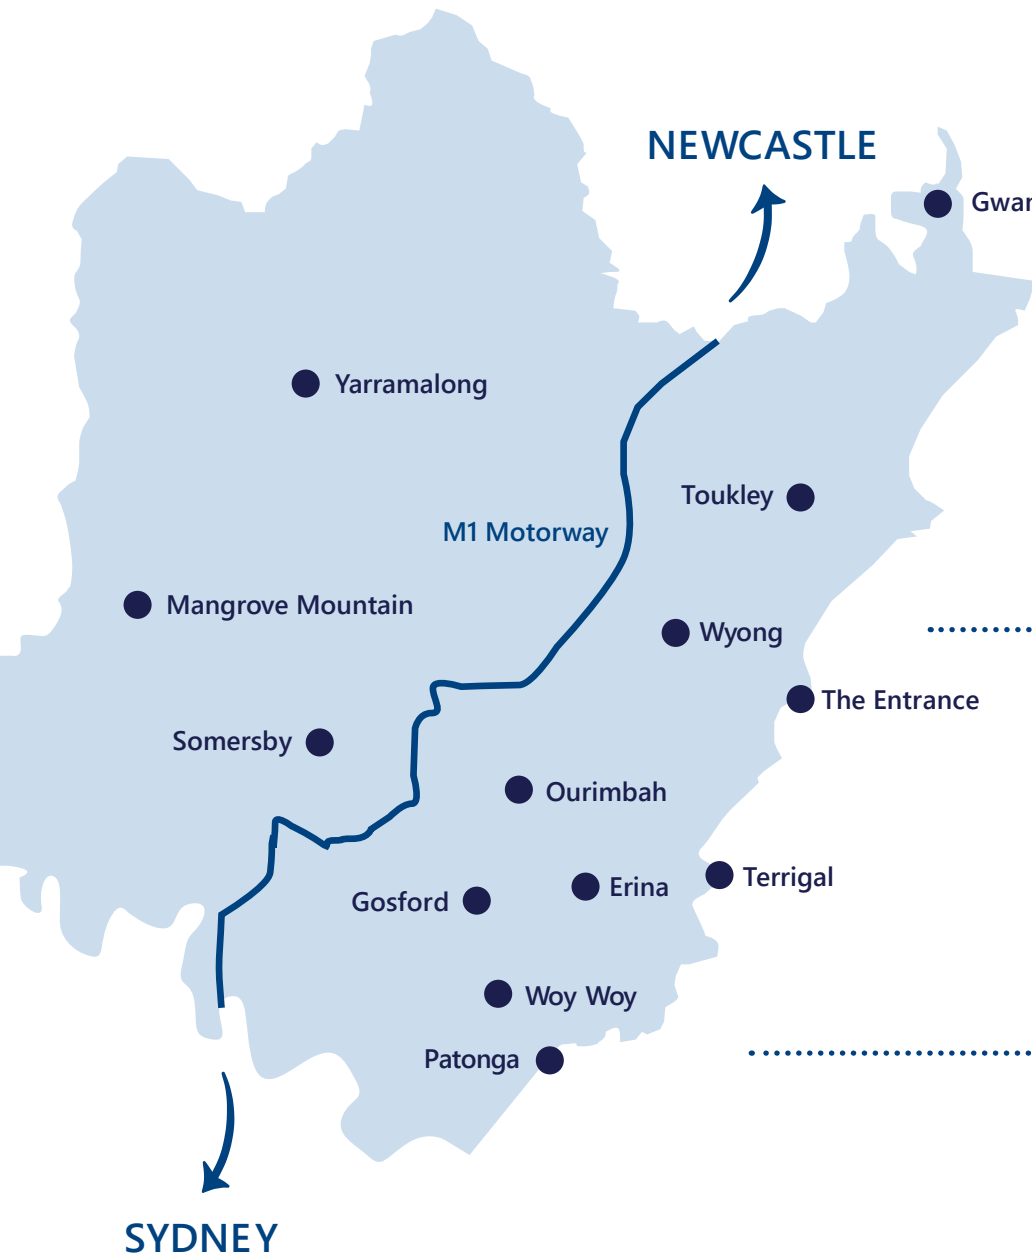 NEWCASTLE
Yarramalong
Toukley
M1 Motorway
Mangrove Mountain
Wyong
The Entrance
Somersby
Ourimbah
Terrigal
Erina
Gosford
Woy Woy
Patonga
SYDNEY